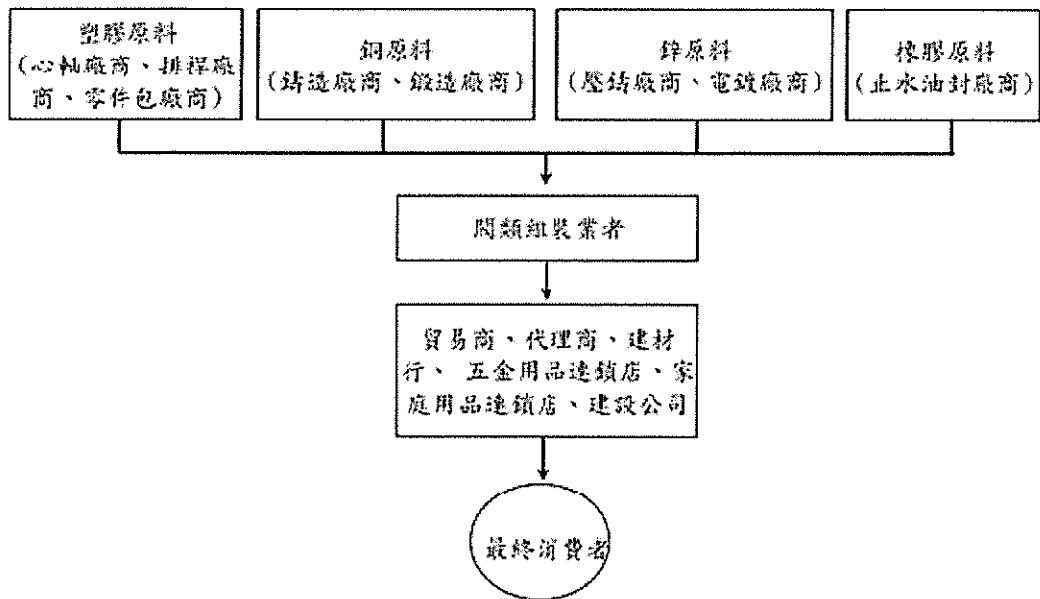 塑膠原料
(心軸廠商、排桿廠
商、零件包廠商)
銅原料
(鑄造廠商、鍛造廠商)
鋅原料
(壓鑄廠商、電鍍廠商)
橡膠原料
(止水油封廠商)
閥類組裝業者
貿易商、代理商、建材
行、 五金用品連鎖店、家
庭用品連鎖店、建設公司
最終消費者